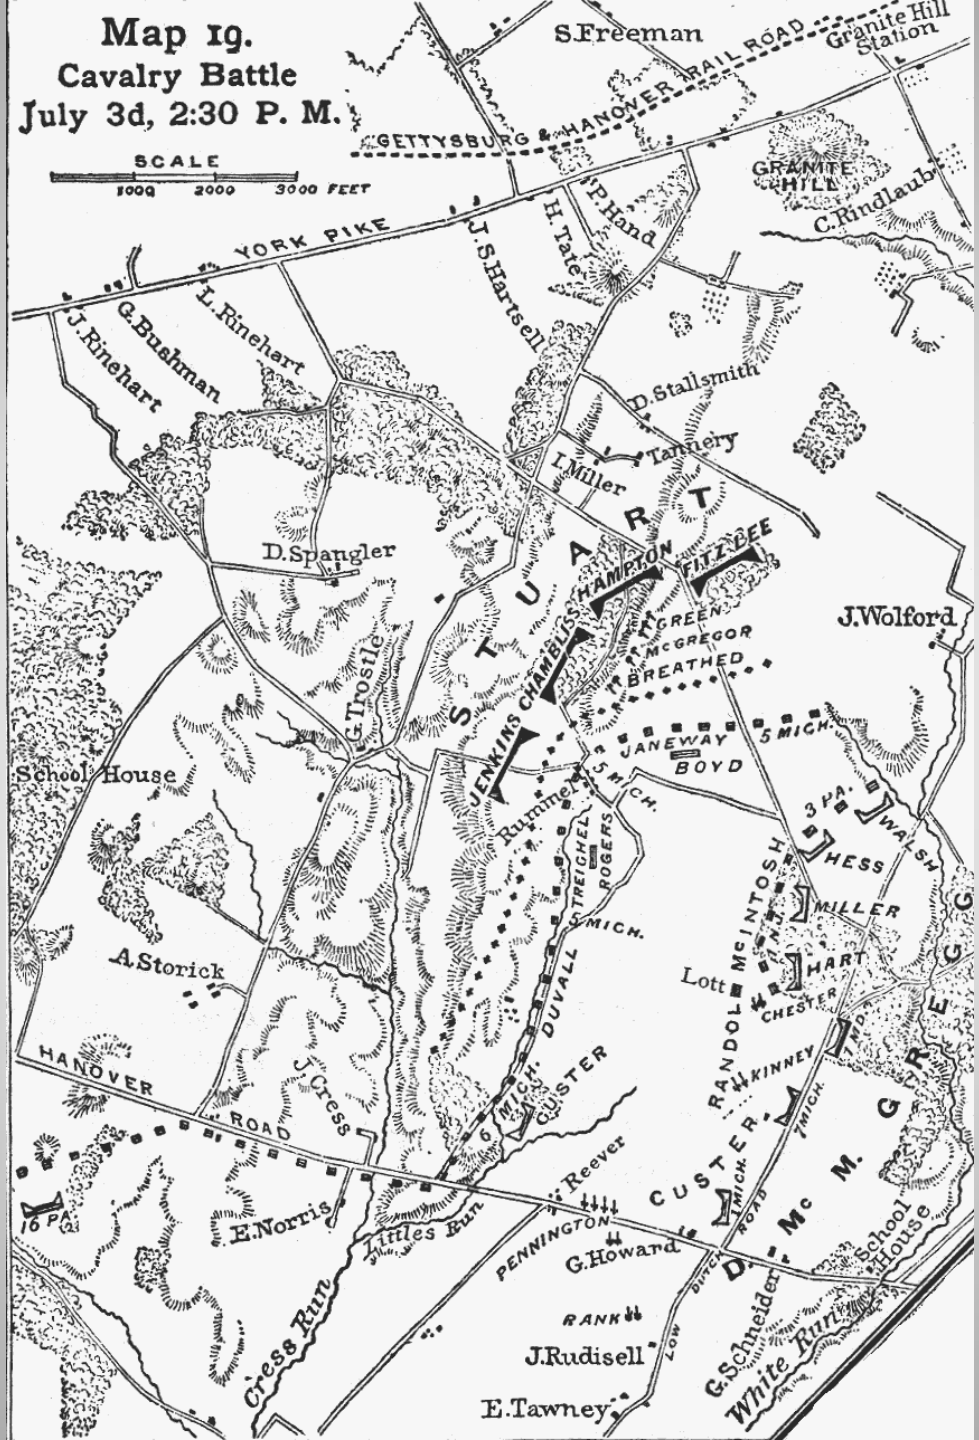 Map 19.
Cavalry Battle
July 3d, 2:30 P. M.
SCALE
1000 2000 3000 FEET
S.Freeman
Granite Hill
Station
GETTYSBURG & HANOVER RAIL ROAD
GRANITE
HILL
C.Rindlaub
P.Hand
H.Tate
J.S.Hartsell
YORK PIKE
L.Rinehart
G.Bushman
J.Rinehart
D.Stallsmith
Tannery
I.Miller
STUART
D.Spangler
HAMPTON
FITZ LEE
CHAMBLISS
JENKINS
GREEN
McGREGOR
BREATHED
J.Wolford
G.Trostle
School House
JANEWAY
5 MICH.
BOYD
5 MICH.
Rummel
3 PA.
WALSH
HESS
TREICHEL
ROGERS
McINTOSH
1 N.J.
MILLER
5 MICH.
HART
A.Storick
Lott
CHESTER
DUVALL
RANDOL
KINNEY
1 MD.
D. McM. GREGG
HANOVER
ROAD
J.Cress
6 MICH.
CUSTER
7 MICH.
CUSTER
1 MICH.
16 PA.
E.Norris
Littles Run
Reever
PENNINGTON
G.Howard
LOW DUTCH ROAD
School
House
RANK
Cress Run
J.Rudisell
G.Schneider
White Run
E.Tawney